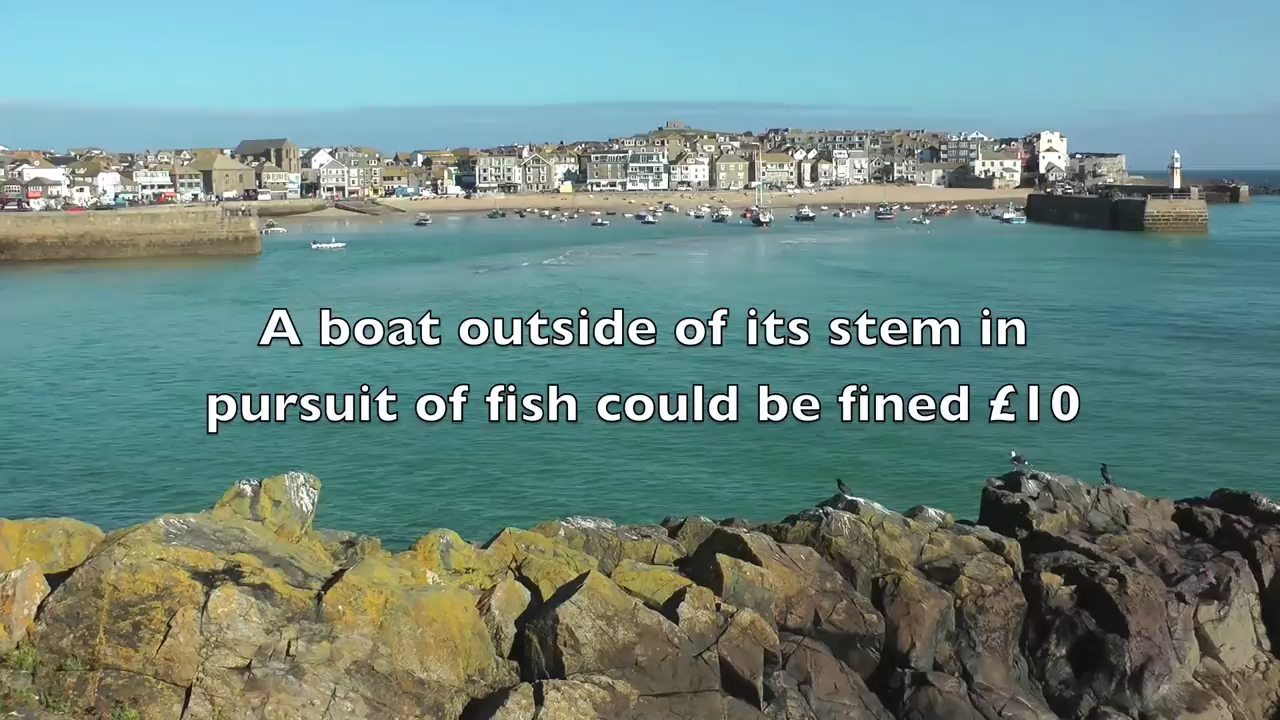 A boat outside of its stem in
pursuit of fish could be fined £10